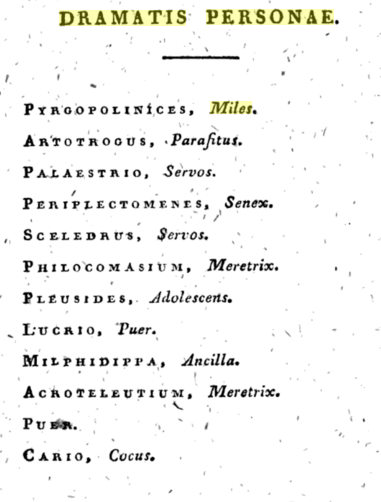 DRAMATIS PERSONAE.
PYRGOPOLINÍCES, Miles.
ARTOTROGUS, Paraſitus.
PALAESTRIO, Servos.
PERIPLECTOMENES, Senex.
SCELEDRUS, Servos.
PHILOCOMASIUM, Meretrix.
PLEUSIDES, Adolescens.
LUCRIO, Puer.
MILPHIDIPPA, Ancilla.
ACROTELEUTIUM, Meretrix.
PUER.
CARIO, Cocus.